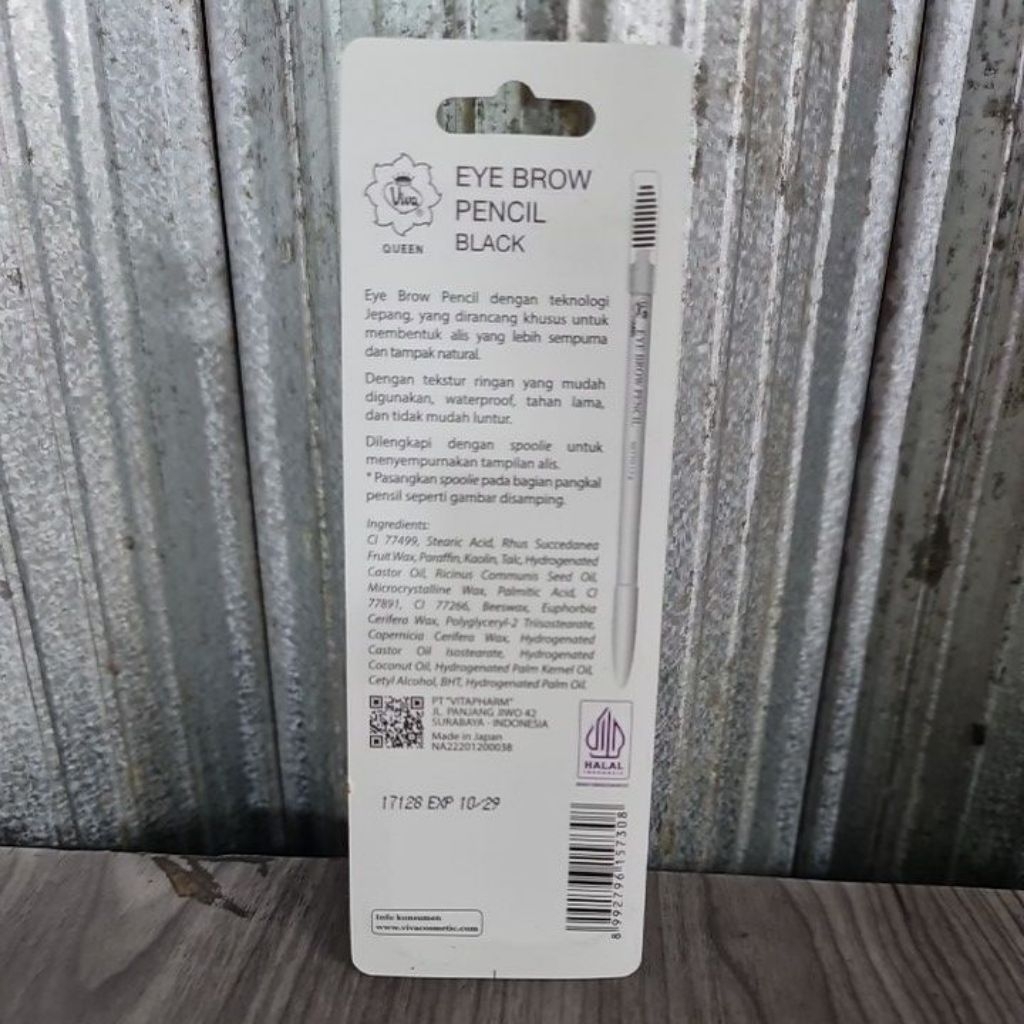 Viva
QUEEN
EYE BROW
PENCIL
BLACK
Eye Brow Pencil dengan teknologi
Jepang, yang dirancang khusus untuk
membentuk alis yang lebih sempurna
dan tampak natural.
Dengan tekstur ringan yang mudah
digunakan, waterproof, tahan lama,
dan tidak mudah luntur.
Dilengkapi dengan spoolie untuk
menyempurnakan tampilan alis.
* Pasangkan spoolie pada bagian pangkal
pensil seperti gambar disamping.
EYE BROW PENCIL
Ingredients:
CI 77499, Stearic Acid, Rhus Succedanea
Fruit Wax, Paraffin, Kaolin, Talc, Hydrogenated
Castor Oil, Ricinus Communis Seed Oil,
Microcrystalline Wax, Palmitic Acid, CI
77891, CI 77266, Beeswax, Euphorbia
Cerifera Wax, Polyglyceryl-2 Triisostearate,
Copernicia Cerifera Wax, Hydrogenated
Castor Oil Isostearate, Hydrogenated
Coconut Oil, Hydrogenated Palm Kernel Oil,
Cetyl Alcohol, BHT, Hydrogenated Palm Oil.
PT "VITAPHARM"
JL. PANJANG JIWO 42
SURABAYA - INDONESIA
Made in Japan
NA22201200038
HALAL
INDONESIA
17128 EXP 10/29
8 992796 157308
Info konsumen
www.vivacosmetic.com